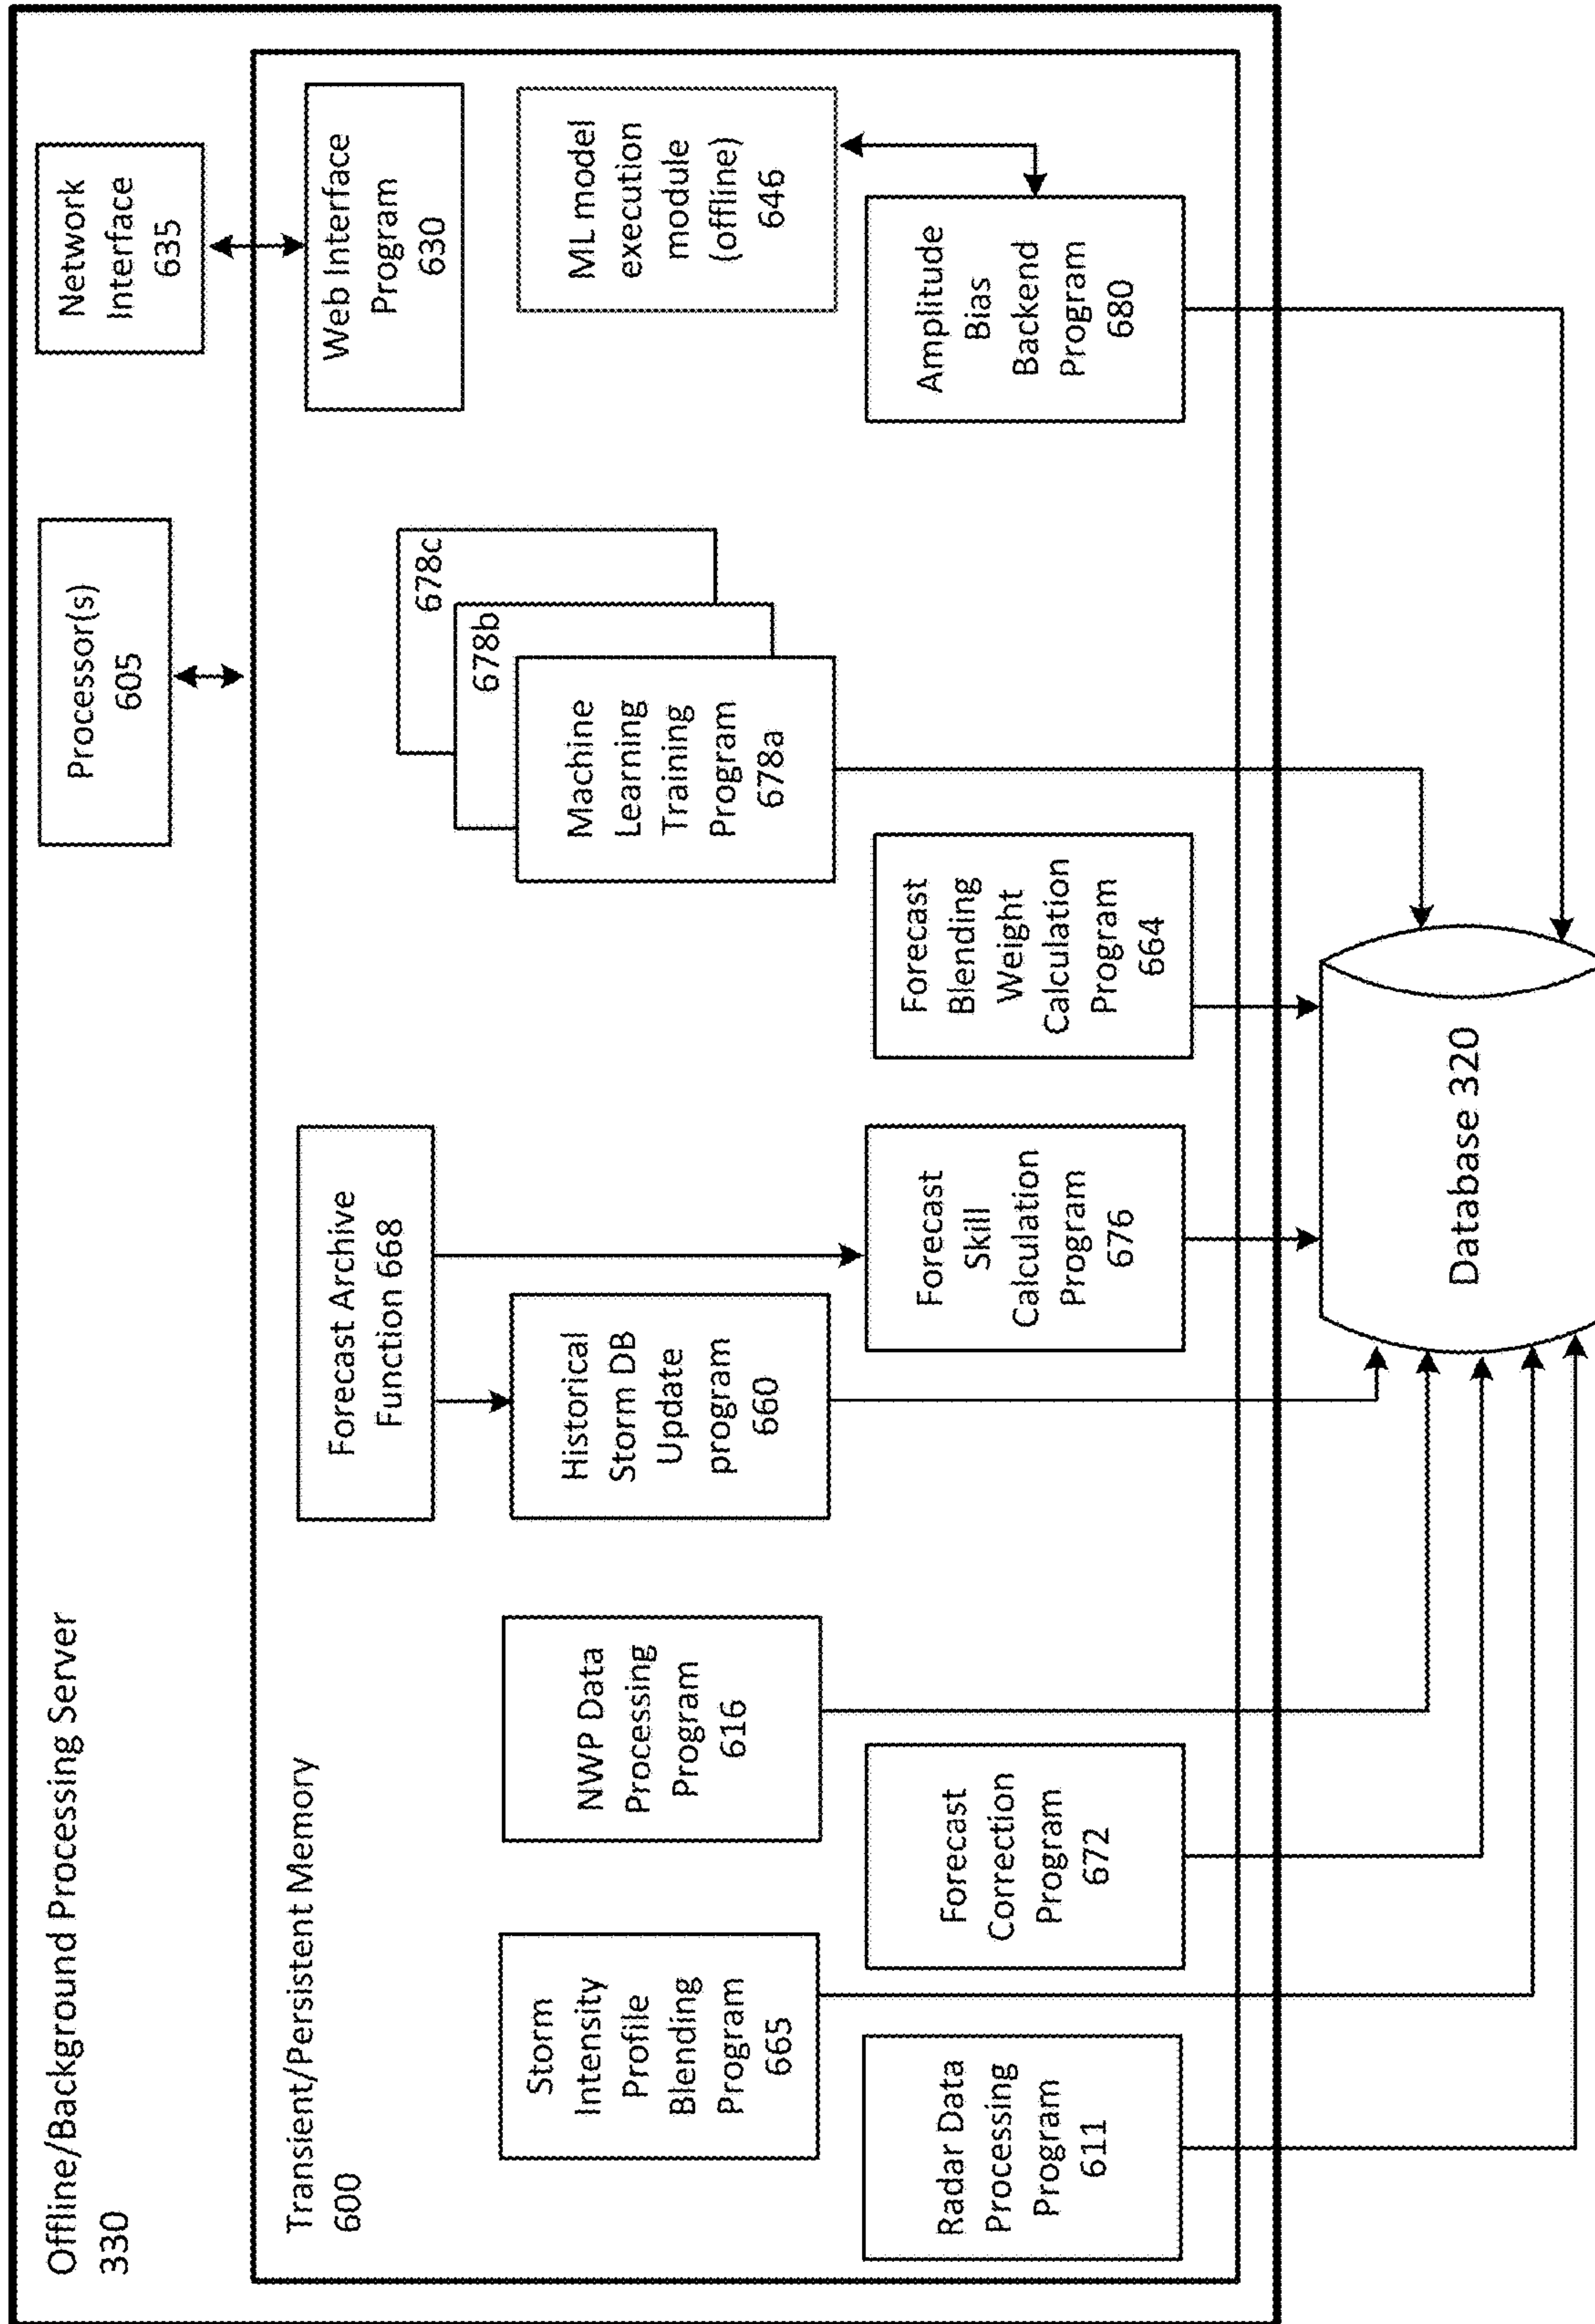 Offline/Background Processing Server
330
Processor(s)
605
Network
Interface
635
Transient/Persistent Memory
600
Forecast Archive
Function 668
Web Interface
Program
630
678c
678b
Storm
Intensity
Profile
Blending
Program
665
NWP Data
Processing
Program
616
Historical
Storm DB
Update
program
660
Machine
Learning
Training
Program
678a
ML model
execution
module
(offline)
646
Radar Data
Processing
Program
611
Forecast
Correction
Program
672
Forecast
Skill
Calculation
Program
676
Forecast
Blending
Weight
Calculation
Program
664
Amplitude
Bias
Backend
Program
680
Database 320